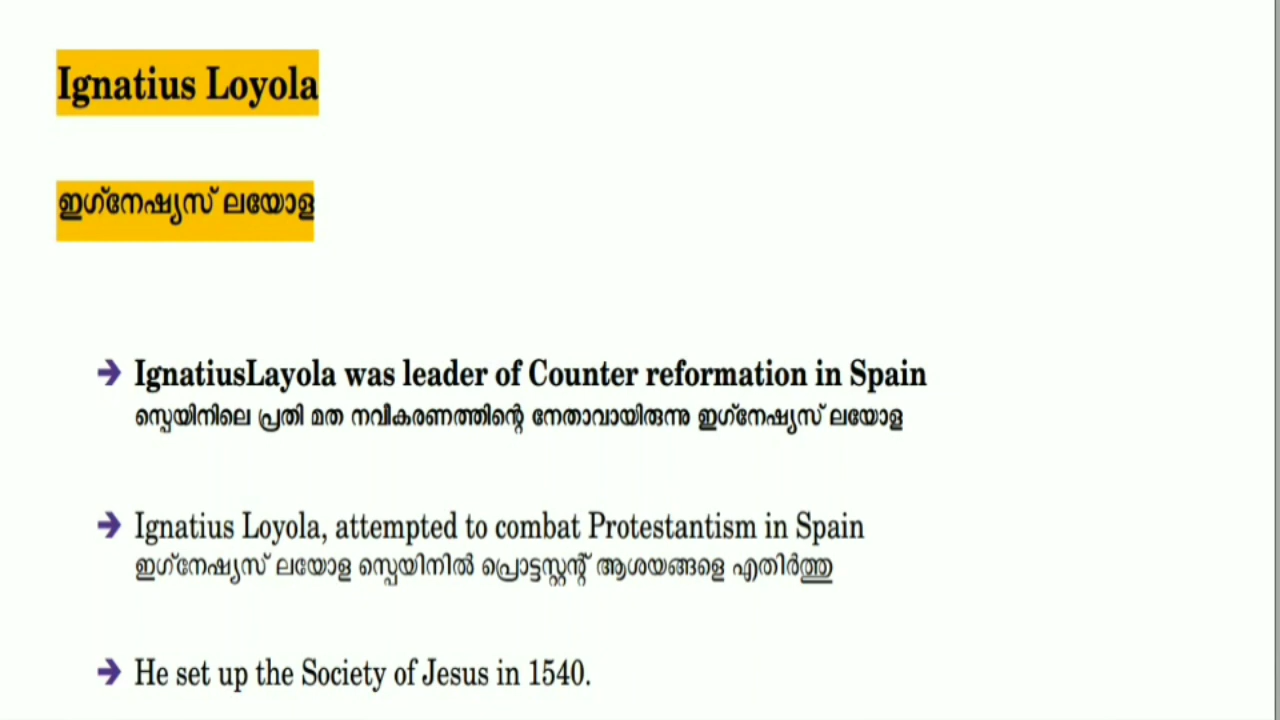 Ignatius Loyola
ഇഗ്നേഷ്യസ് ലയോള
IgnatiusLayola was leader of Counter reformation in Spain
സ്പെയിനിലെ പ്രതി മത നവീകരണത്തിന്റെ നേതാവായിരുന്നു ഇഗ്നേഷ്യസ് ലയോള
Ignatius Loyola, attempted to combat Protestantism in Spain
ഇഗ്നേഷ്യസ് ലയോള സ്പെയിനിൽ പ്രൊട്ടസ്റ്റന്റ് ആശയങ്ങളെ എതിർത്തു
He set up the Society of Jesus in 1540.